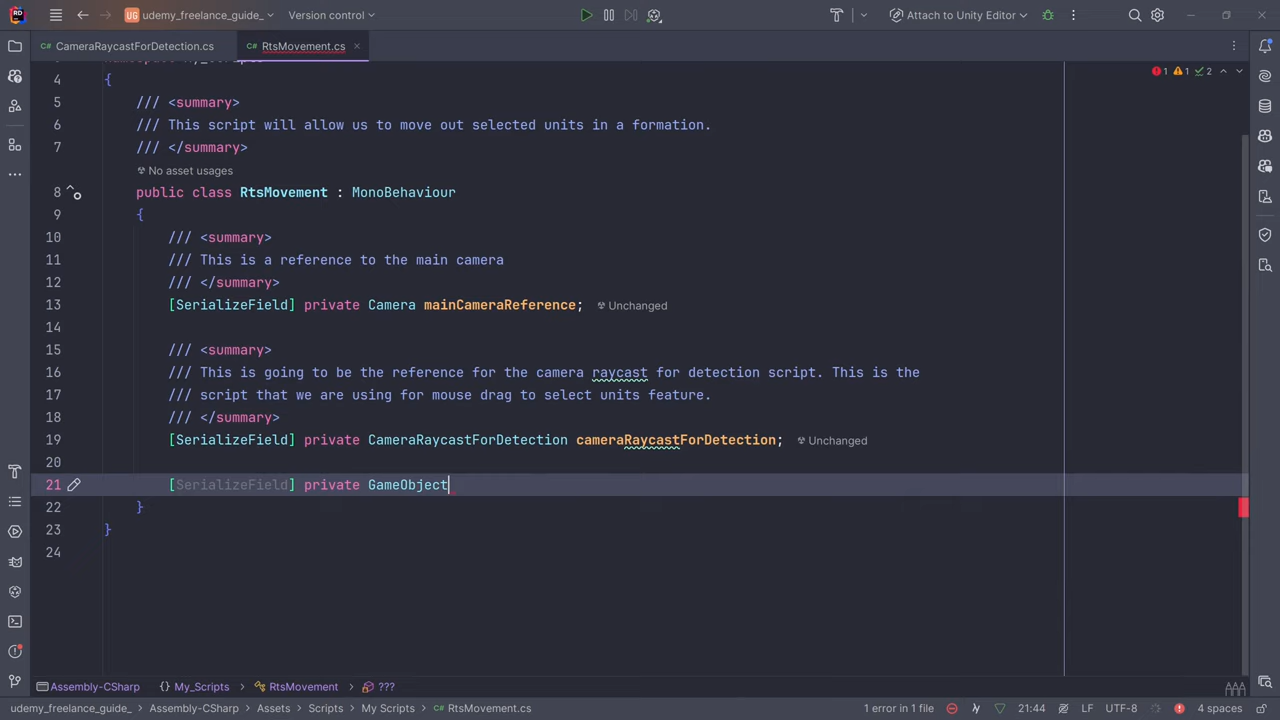 UG udemy_freelance_guide_ Version control Attach to Unity Editor
C# CameraRaycastForDetection.cs C# RtsMovement.cs
1 1 2
4 {
5 /// <summary>
6 /// This script will allow us to move out selected units in a formation.
7 /// </summary>
No asset usages
8 public class RtsMovement : MonoBehaviour
9 {
10 /// <summary>
11 /// This is a reference to the main camera
12 /// </summary>
13 [SerializeField] private Camera mainCameraReference; Unchanged
14
15 /// <summary>
16 /// This is going to be the reference for the camera raycast for detection script. This is the
17 /// script that we are using for mouse drag to select units feature.
18 /// </summary>
19 [SerializeField] private CameraRaycastForDetection cameraRaycastForDetection; Unchanged
20
21 [SerializeField] private GameObject
22 }
23 }
24
Assembly-CSharp {} My_Scripts RtsMovement ???
udemy_freelance_guide_ Assembly-CSharp Assets Scripts My Scripts C# RtsMovement.cs 1 error in 1 file 21:44 LF UTF-8 4 spaces